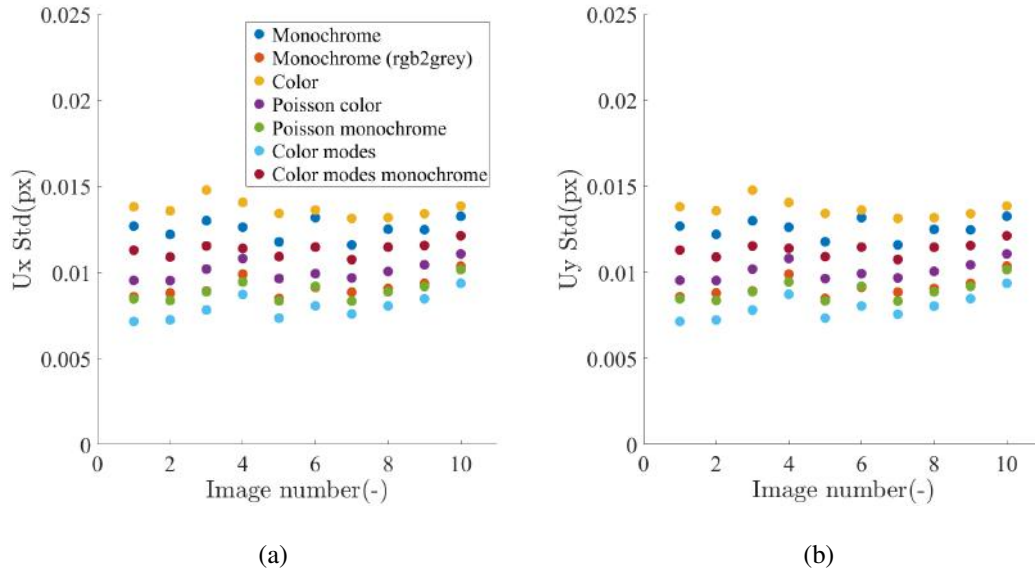 0.025
0.02
0.015
0.01
0.005
0
0 2 4 6 8 10
Ux Std(px)
Image number(-)
Monochrome
Monochrome (rgb2grey)
Color
Poisson color
Poisson monochrome
Color modes
Color modes monochrome
(a)
0.025
0.02
0.015
0.01
0.005
0
0 2 4 6 8 10
Uy Std(px)
Image number(-)
(b)